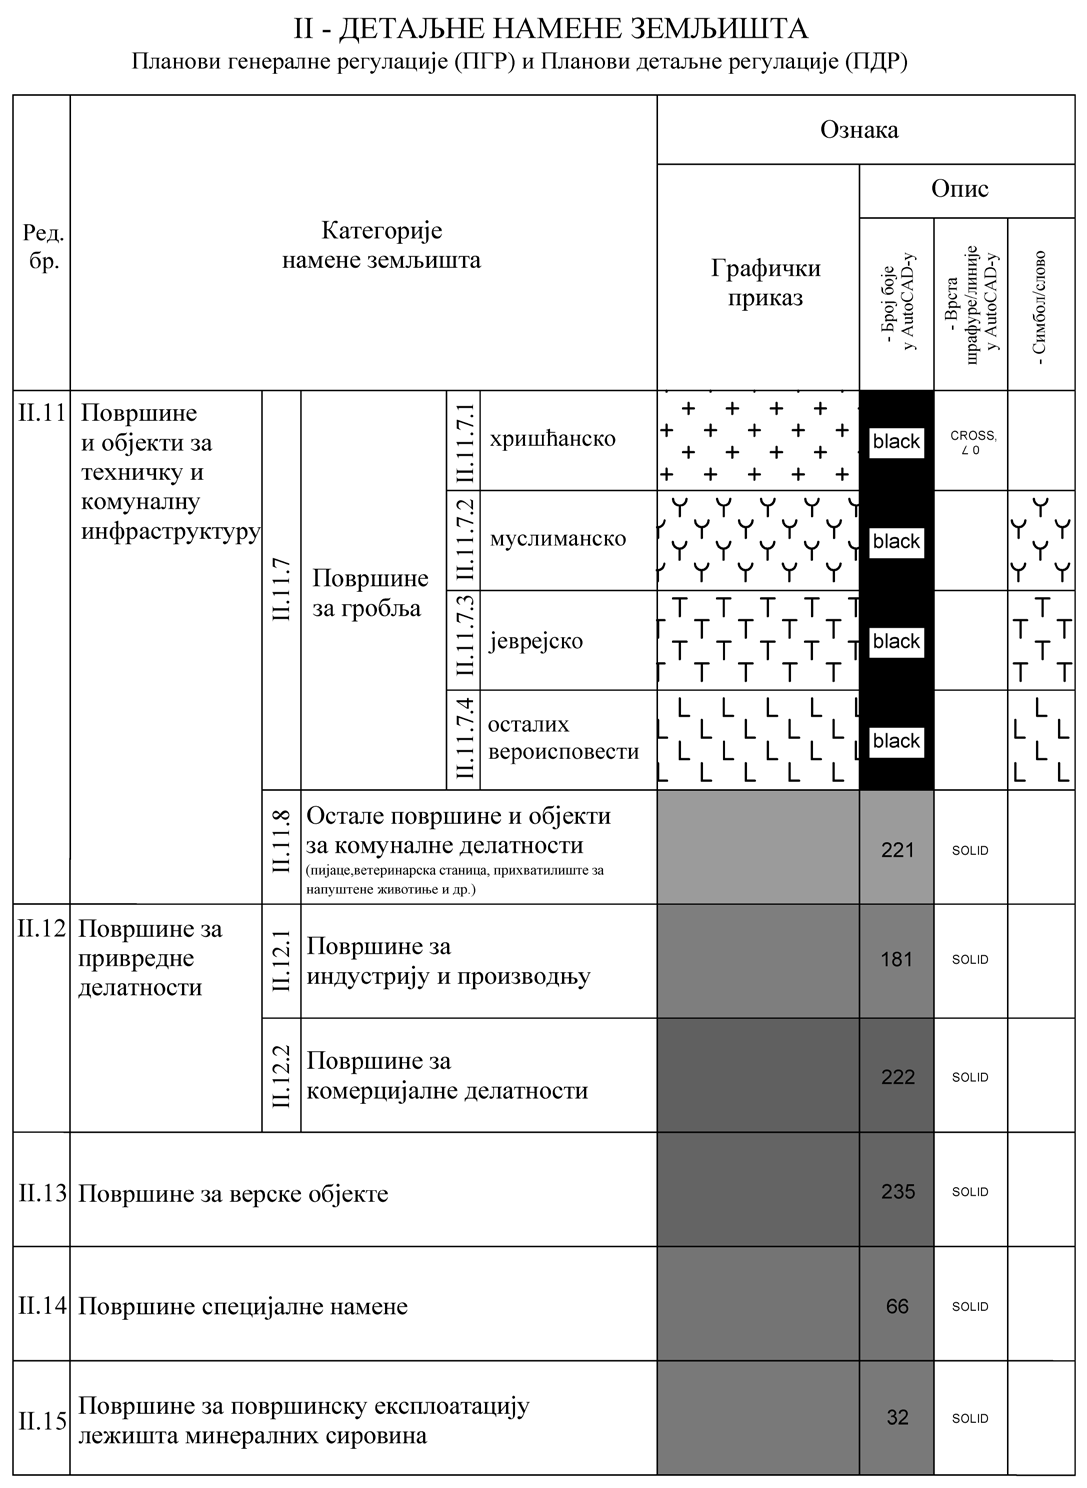 II - ДЕТАЉНЕ НАМЕНЕ ЗЕМЉИШТА
Планови генералне регулације (ПГР) и Планови детаљне регулације (ПДР)
Ред.
бр.
Категорије
намене земљишта
Ознака
Графички
приказ
Опис
- Број боје
у AutoCAD-у
- Врста
шрафуре/линије
у AutoCAD-у
- Симбол/слово
II.11
Површине
и објекти за
техничку и
комуналну
инфраструктуру
II.11.7
Површине
за гробља
II.11.7.1
хришћанско
black
CROSS,
∠ 0
II.11.7.2
муслиманско
black
II.11.7.3
јеврејско
black
II.11.7.4
осталих
вероисповести
black
II.11.8
Остале површине и објекти
за комуналне делатности
(пијаце,ветеринарска станица, прихватилиште за
напуштене животиње и др.)
221
SOLID
II.12
Површине за
привредне
делатности
II.12.1
Површине за
индустрију и производњу
181
SOLID
II.12.2
Површине за
комерцијалне делатности
222
SOLID
II.13
Површине за верске објекте
235
SOLID
II.14
Површине специјалне намене
66
SOLID
II.15
Површине за површинску експлоатацију
лежишта минералних сировина
32
SOLID